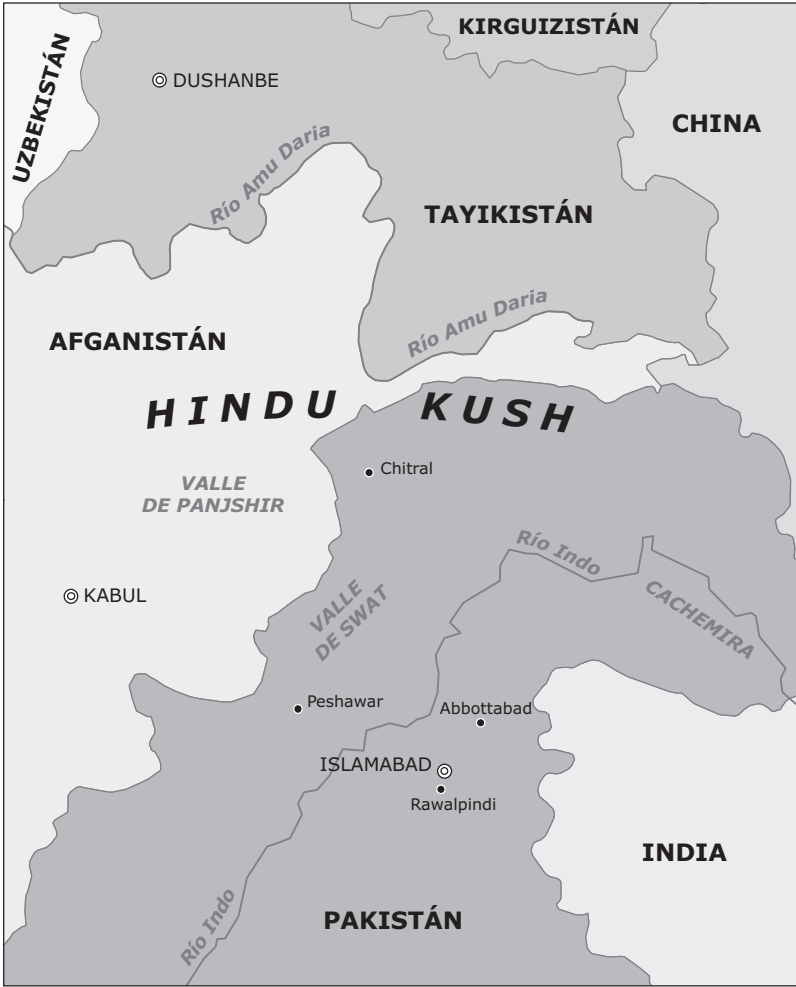 KIRGUIZISTÁN
UZBEKISTÁN
DUSHANBE
CHINA
Río Amu Daria
TAYIKISTÁN
Río Amu Daria
AFGANISTÁN
HINDU KUSH
Chitral
VALLE
DE PANJSHIR
Río Indo
KABUL
VALLE
DE SWAT
CACHEMIRA
Peshawar
Abbottabad
ISLAMABAD
Rawalpindi
INDIA
PAKISTÁN
Río Indo